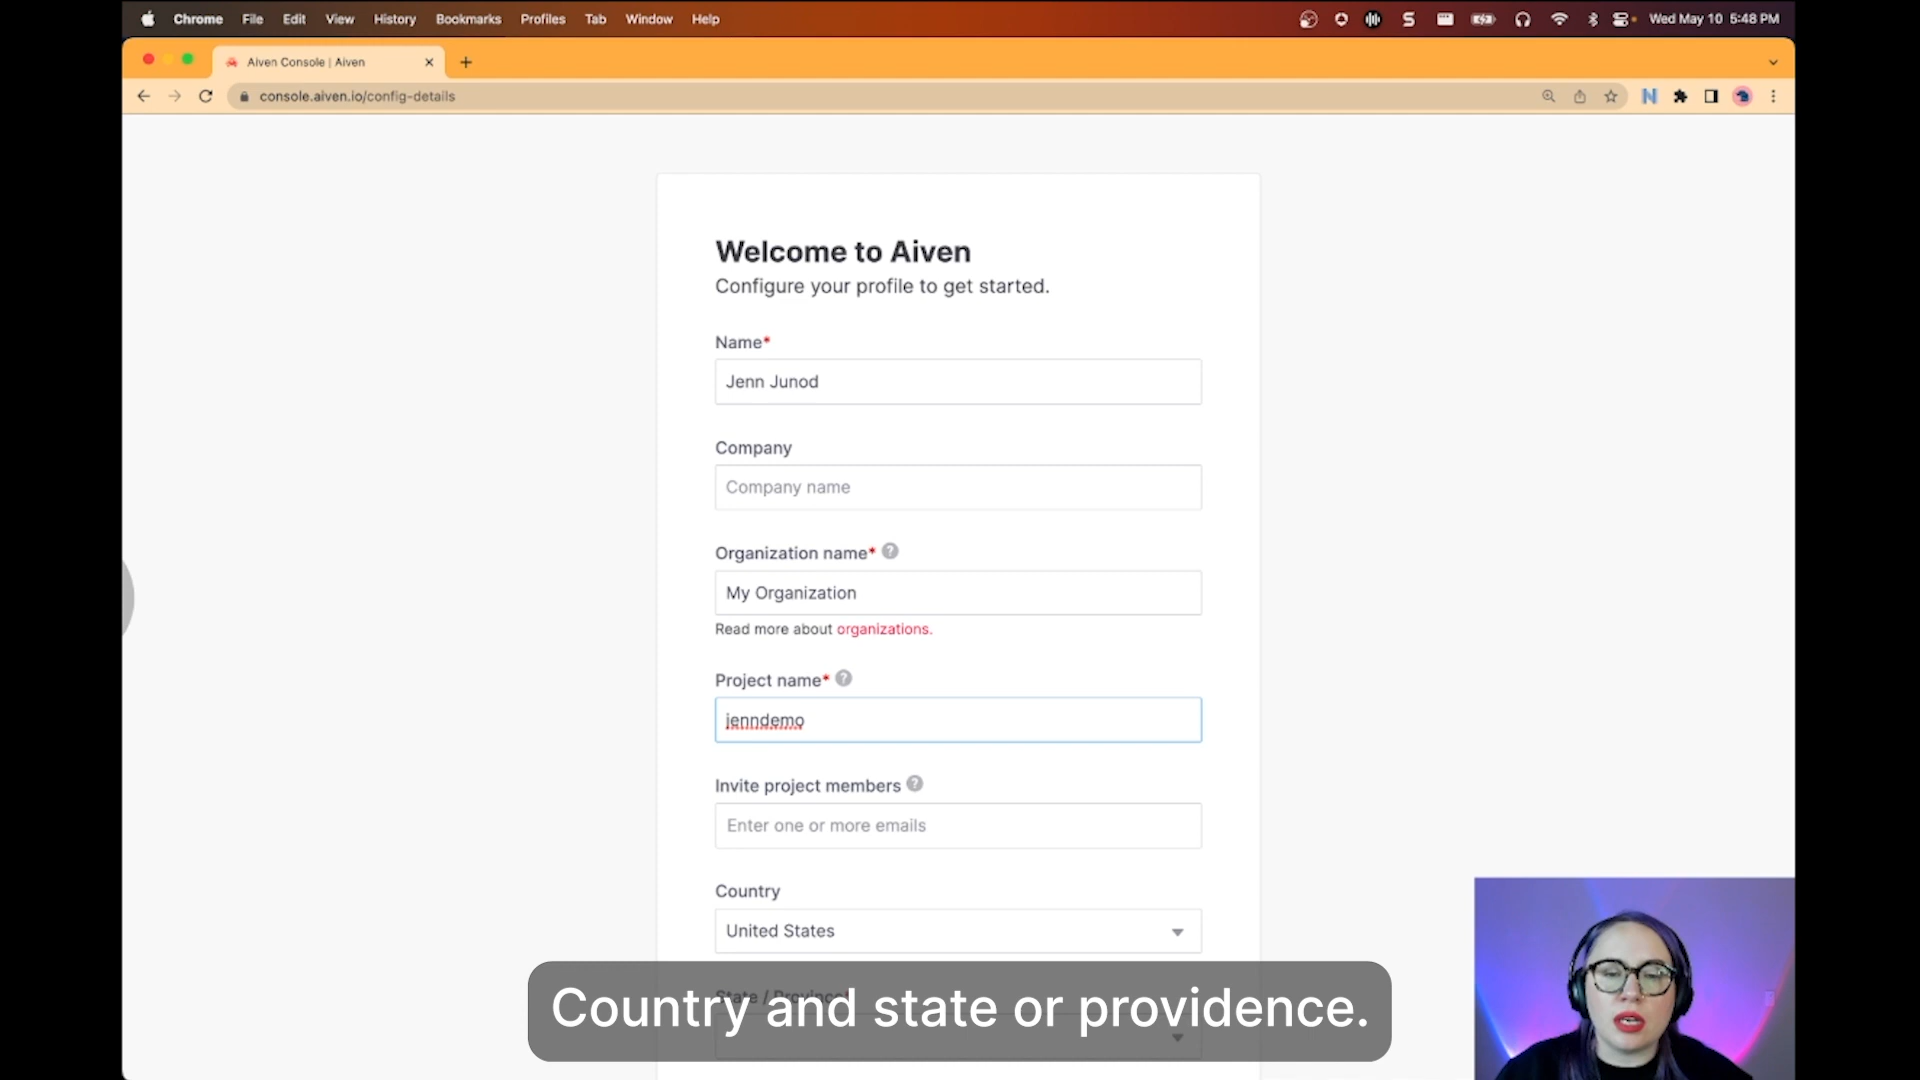 Chrome File Edit View History Bookmarks Profiles Tab Window Help Wed May 10 5:48 PM
Aiven Console | Aiven
console.aiven.io/config-details
Welcome to Aiven
Configure your profile to get started.
Name*
Jenn Junod
Company
Company name
Organization name*
My Organization
Read more about organizations.
Project name*
jenndemo
Invite project members
Enter one or more emails
Country
United States
State / Province*
Country and state or providence.